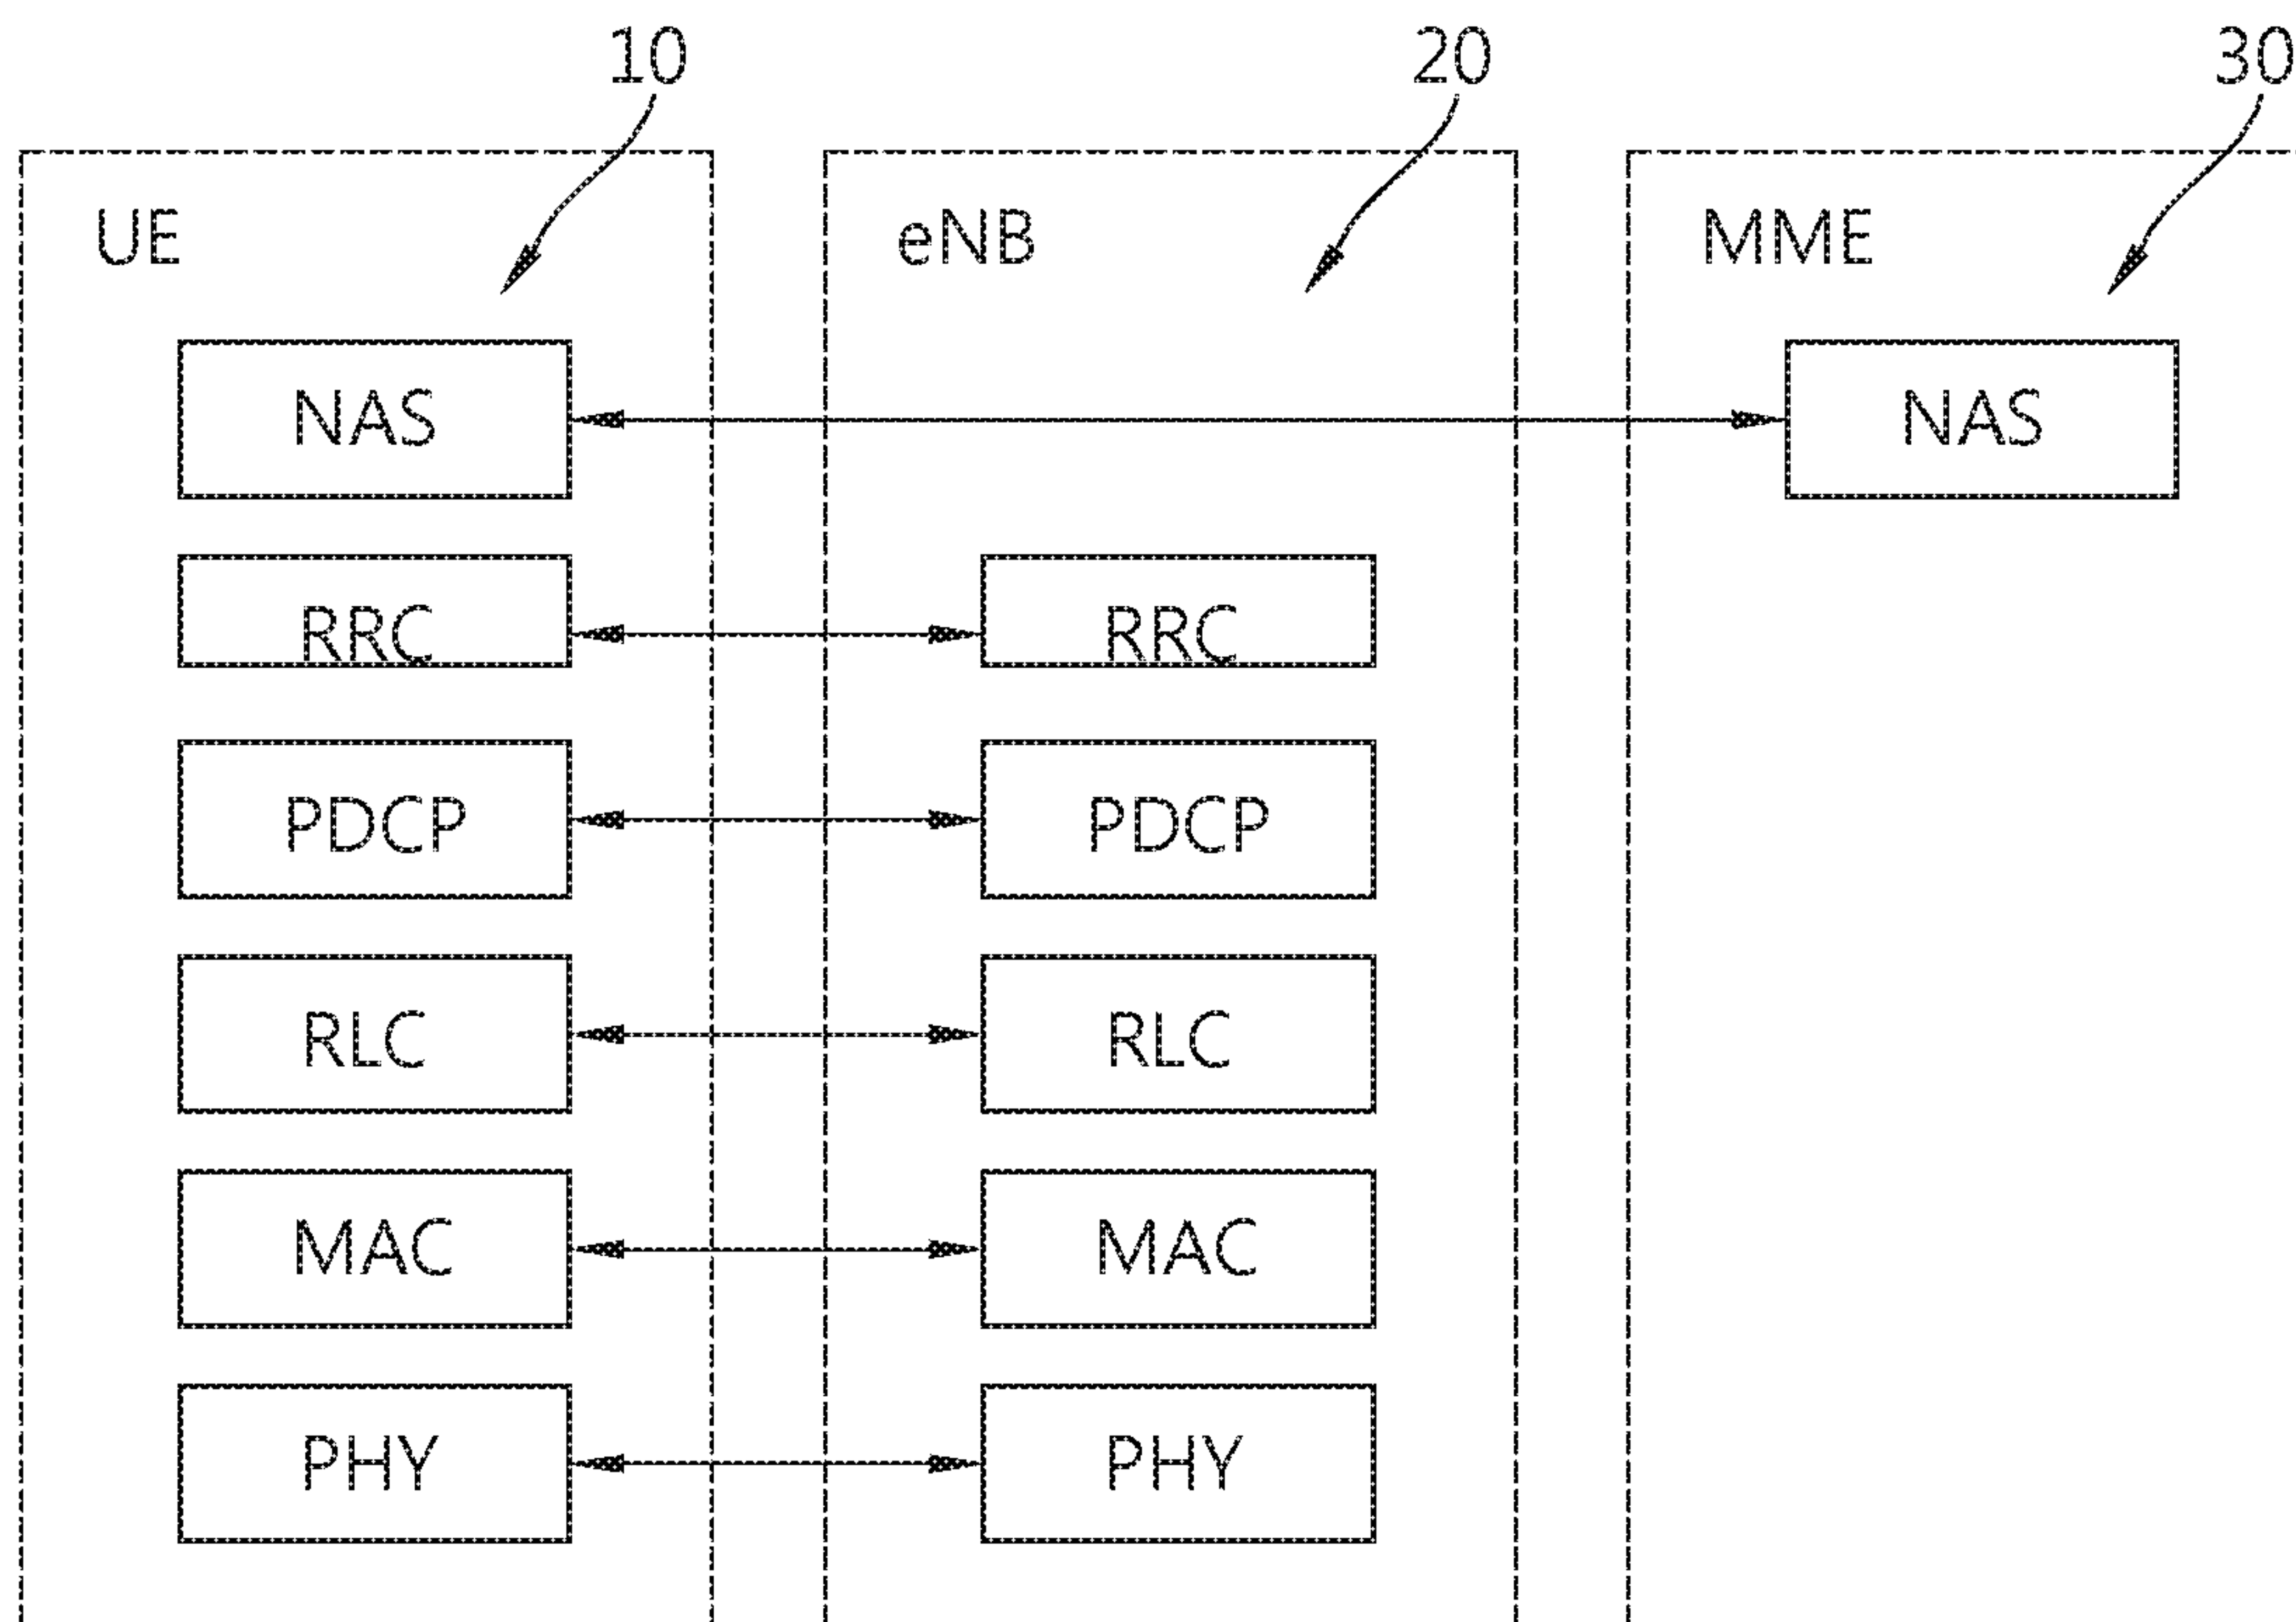 10 20 30
UE eNB MME
NAS NAS
RRC RRC
PDCP PDCP
RLC RLC
MAC MAC
PHY PHY